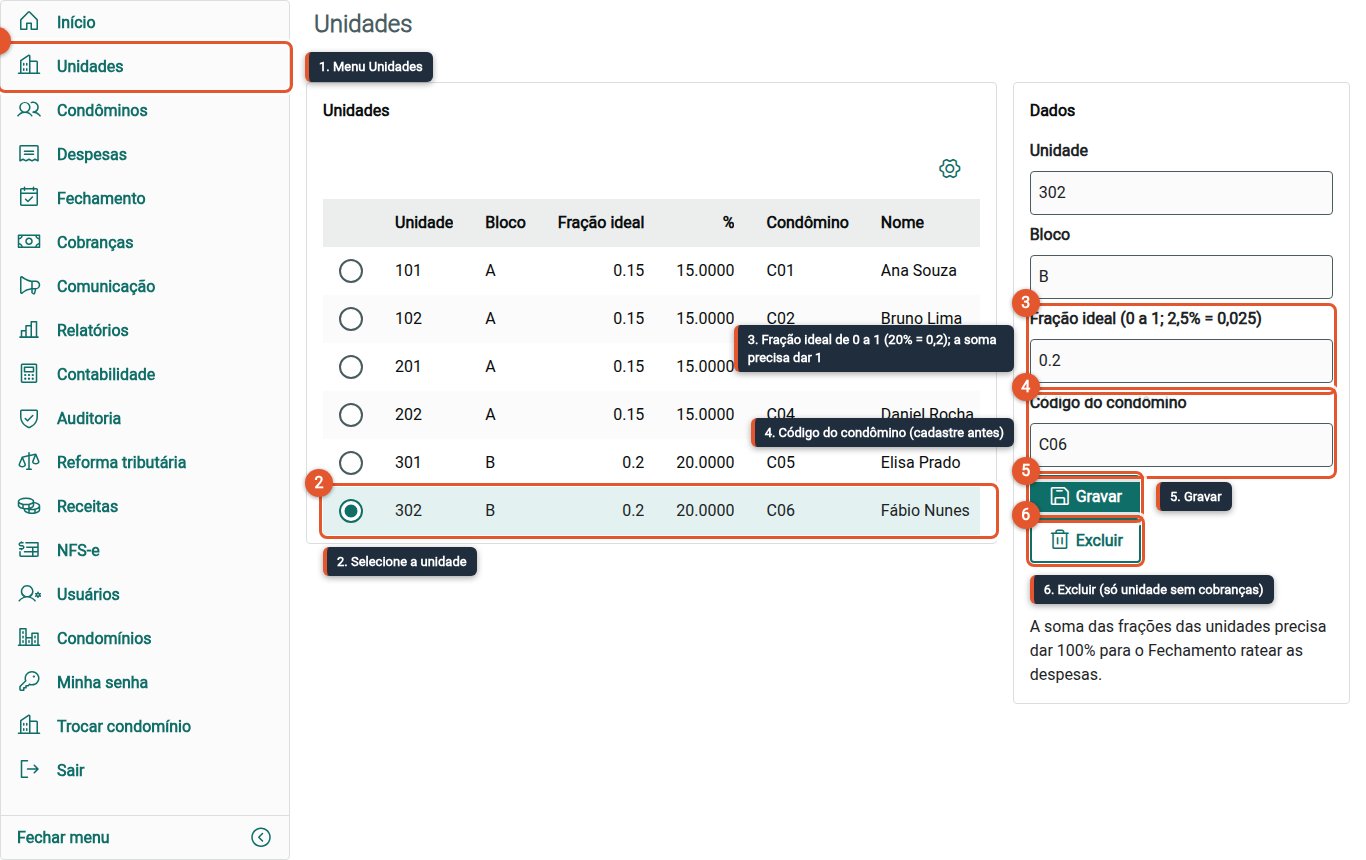 Início
Unidades
Condôminos
Despesas
Fechamento
Cobranças
Comunicação
Relatórios
Contabilidade
Auditoria
Reforma tributária
Receitas
NFS-e
Usuários
Condomínios
Minha senha
Trocar condomínio
Sair
Fechar menu
Unidades
1. Menu Unidades
Unidades
Unidade Bloco Fração ideal % Condômino Nome
101 A 0.15 15.0000 C01 Ana Souza
102 A 0.15 15.0000 C02 Bruno Lima
201 A 0.15 15.0000
202 A 0.15 15.0000 C04 Daniel Rocha
301 B 0.2 20.0000 C05 Elisa Prado
2
302 B 0.2 20.0000 C06 Fábio Nunes
2. Selecione a unidade
Dados
Unidade
302
Bloco
B
3
Fração ideal (0 a 1; 2,5% = 0,025)
3. Fração ideal de 0 a 1 (20% = 0,2); a soma
precisa dar 1
0.2
4
Código do condômino
4. Código do condômino (cadastre antes)
C06
5
Gravar
5. Gravar
6
Excluir
6. Excluir (só unidade sem cobranças)
A soma das frações das unidades precisa
dar 100% para o Fechamento ratear as
despesas.